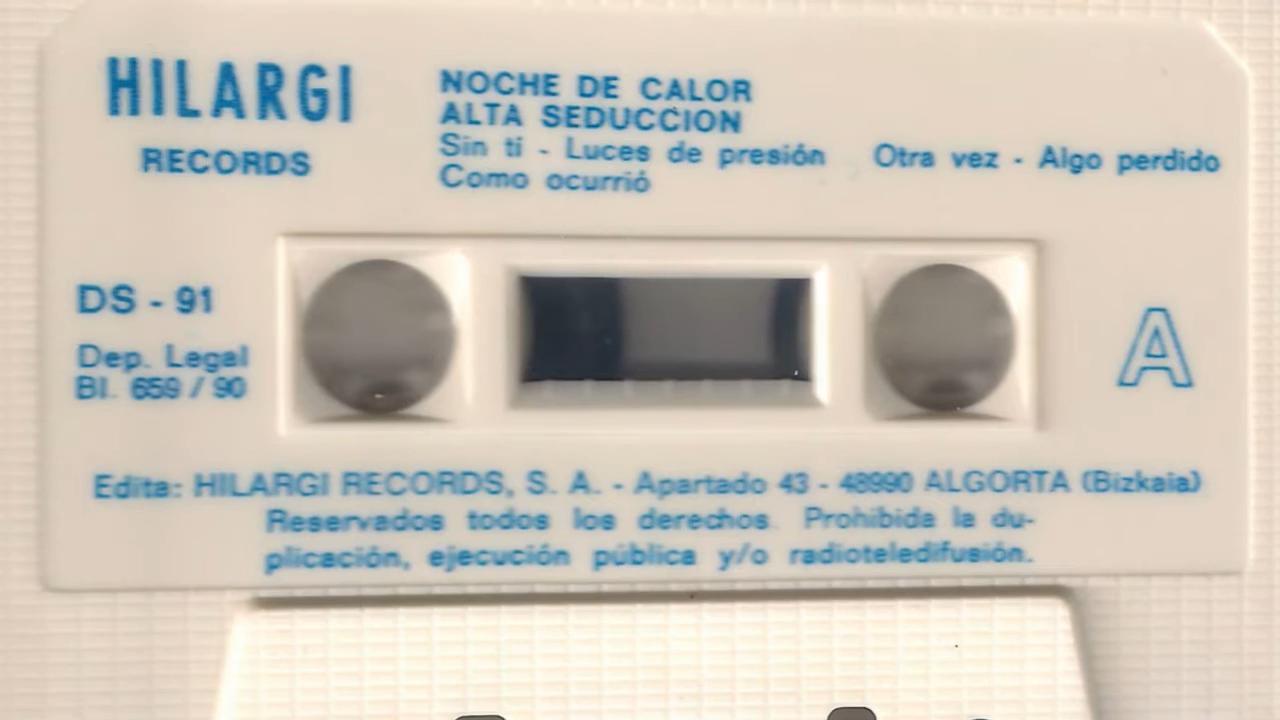 HILARGI
RECORDS
NOCHE DE CALOR
ALTA SEDUCCION
Sin ti - Luces de presión Otra vez - Algo perdido
Como ocurrió
DS - 91
Dep. Legal
BI. 659 / 90
A
Edita: HILARGI RECORDS, S. A. - Apartado 43 - 48990 ALGORTA (Bizkaia)
Reservados todos los derechos. Prohibida la du-
plicación, ejecución pública y/o radioteledifusión.